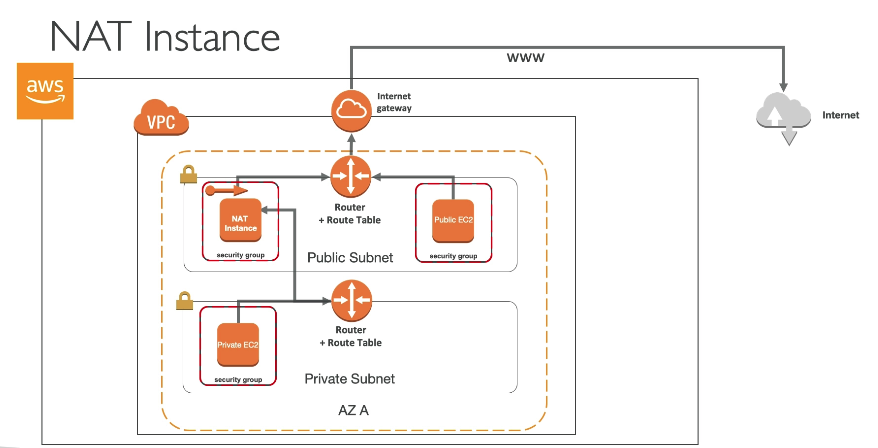 NAT Instance
aws
WWW
Internet
gateway
Internet
VPC
Router
+ Route Table
NAT
Instance
security group
Public EC2
security group
Public Subnet
Router
+ Route Table
Private EC2
security group
Private Subnet
AZ A